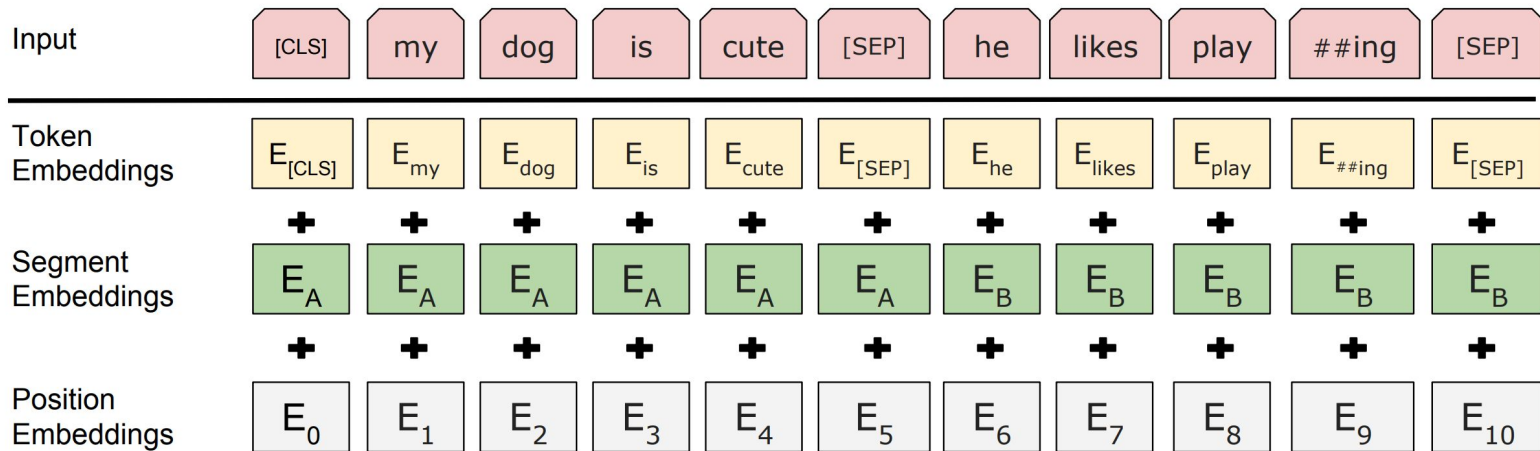 Input [CLS] my dog is cute [SEP] he likes play ##ing [SEP]
Token
Embeddings
E[CLS] Emy Edog Eis Ecute E[SEP] Ehe Elikes Eplay E##ing E[SEP]
+ + + + + + + + + + +
Segment
Embeddings
EA EA EA EA EA EA EB EB EB EB EB
+ + + + + + + + + + +
Position
Embeddings
E0 E1 E2 E3 E4 E5 E6 E7 E8 E9 E10